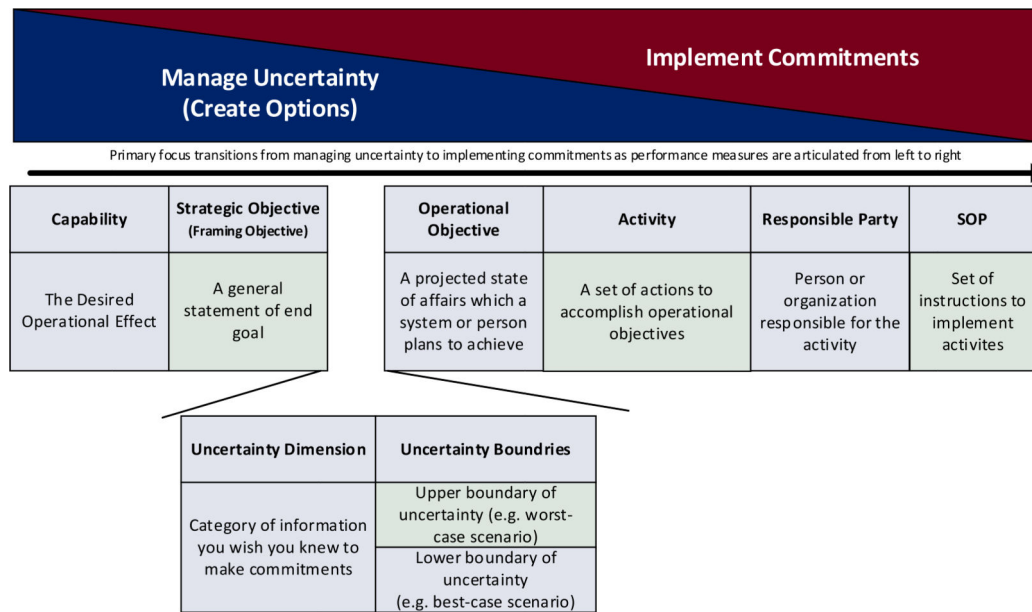 Implement Commitments
Manage Uncertainty
(Create Options)
Primary focus transitions from managing uncertainty to implementing commitments as performance measures are articulated from left to right
Capability
Strategic Objective
(Framing Objective)
Operational
Objective
Activity
Responsible Party
SOP
The Desired
Operational Effect
A general
statement of end
goal
A projected state
of affairs which a
system or person
plans to achieve
A set of actions to
accomplish operational
objectives
Person or
organization
responsible for the
activity
Set of
instructions to
implement
activites
Uncertainty Dimension
Uncertainty Boundries
Category of information
you wish you knew to
make commitments
Upper boundary of
uncertainty (e.g. worst-
case scenario)
Lower boundary of
uncertainty
(e.g. best-case scenario)